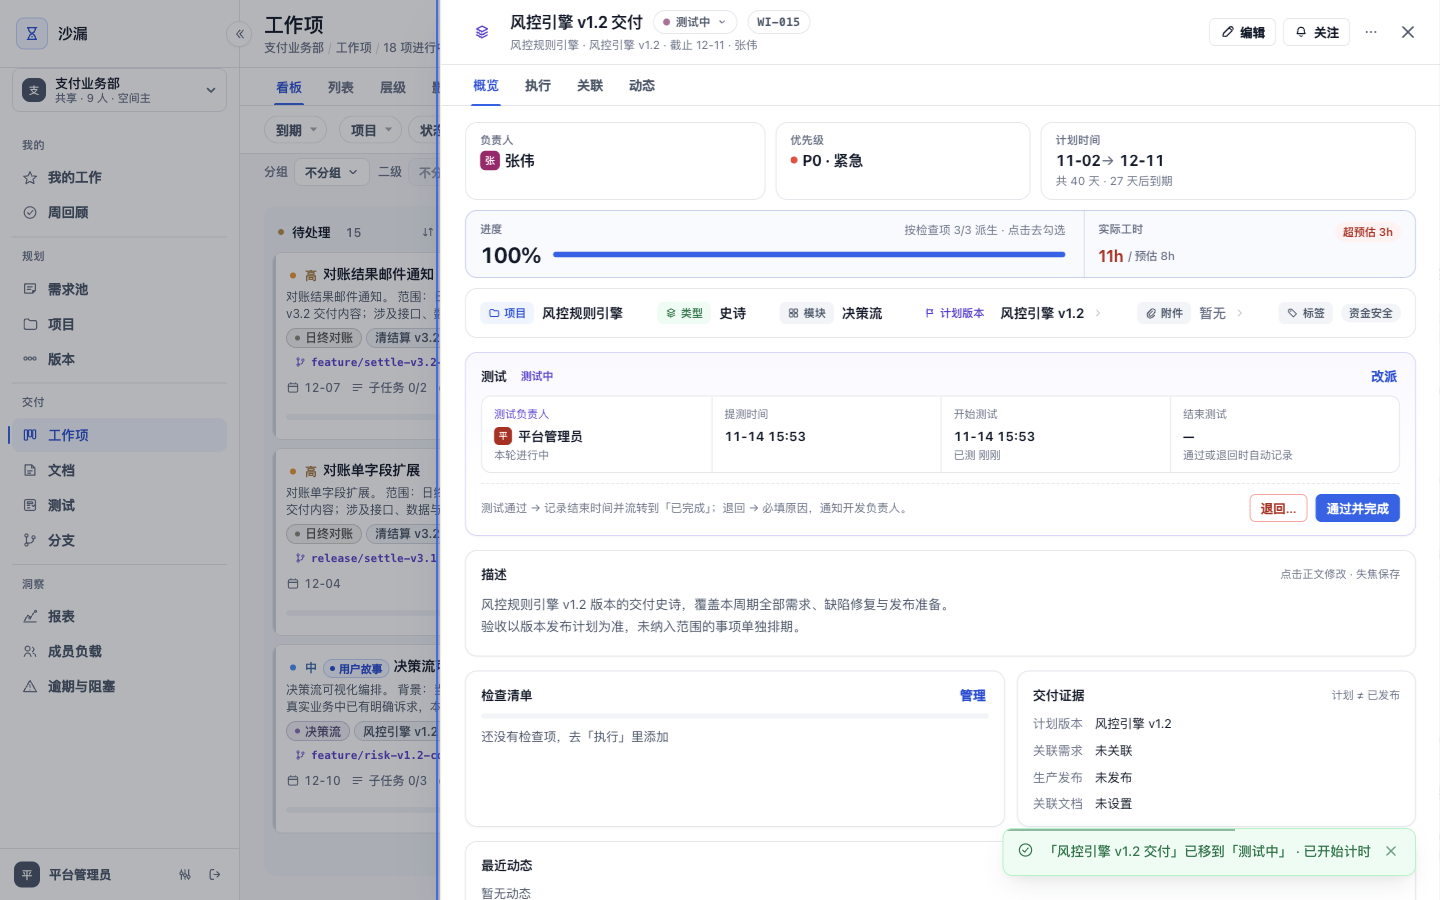 沙漏
支付业务部
共享 · 9 人 · 空间主
我的
我的工作
周回顾
规划
需求池
项目
版本
交付
工作项
文档
测试
分支
洞察
报表
成员负载
逾期与阻塞
平台管理员
工作项
支付业务部 / 工作项 / 18 项进行中
看板
列表
层级
到期
项目
分组
不分组
二级
待处理 15
高 对账结果邮件通知
对账结果邮件通知。 范围：
v3.2 交付内容；涉及接口、
日终对账
清结算 v3.2
feature/settle-v3.2-
12-07
子任务 0/2
高 对账单字段扩展
对账单字段扩展。 范围：日终
交付内容；涉及接口、数据与
日终对账
清结算 v3.2
release/settle-v3.1
12-04
中 用户故事 决策流
决策流可视化编排。 背景：
真实业务中已有明确诉求，
决策流
风控引擎 v1.2
feature/risk-v1.2-co
12-10
子任务 0/3
风控引擎 v1.2 交付
测试中
WI-015
风控规则引擎 · 风控引擎 v1.2 · 截止 12-11 · 张伟
编辑
关注
概览
执行
关联
动态
负责人
张 张伟
优先级
P0 · 紧急
计划时间
11-02 → 12-11
共 40 天 · 27 天后到期
进度
按检查项 3/3 派生 · 点击去勾选
100%
实际工时
超预估 3h
11h / 预估 8h
项目 风控规则引擎
类型 史诗
模块 决策流
计划版本 风控引擎 v1.2
附件 暂无
标签 资金安全
测试 测试中
改派
测试负责人
平 平台管理员
本轮进行中
提测时间
11-14 15:53
开始测试
11-14 15:53
已测 刚刚
结束测试
—
通过或退回时自动记录
测试通过 → 记录结束时间并流转到「已完成」；退回 → 必填原因，通知开发负责人。
退回...
通过并完成
描述
点击正文修改 · 失焦保存
风控规则引擎 v1.2 版本的交付史诗，覆盖本周期全部需求、缺陷修复与发布准备。
验收以版本发布计划为准，未纳入范围的事项单独排期。
检查清单
管理
还没有检查项，去「执行」里添加
交付证据
计划 ≠ 已发布
计划版本 风控引擎 v1.2
关联需求 未关联
生产发布 未发布
关联文档 未设置
最近动态
暂无动态
「风控引擎 v1.2 交付」已移到「测试中」 · 已开始计时